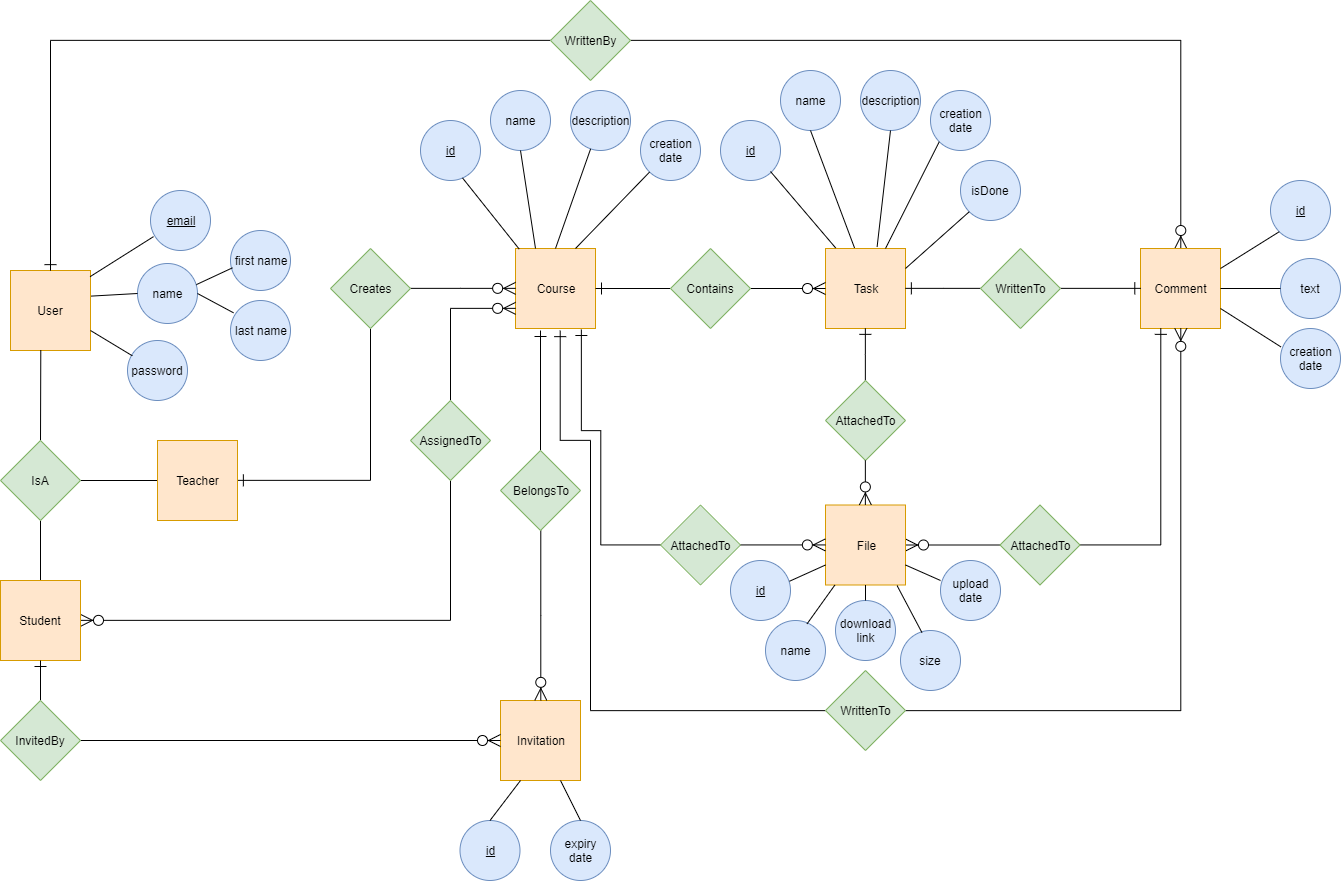 WrittenBy
name
description
creation
date
id
name
description
creation
date
id
isDone
email
first name
name
last name
password
User
Creates
Course
Contains
Task
WrittenTo
Comment
id
text
creation
date
AssignedTo
AttachedTo
IsA
Teacher
BelongsTo
AttachedTo
File
AttachedTo
id
name
download
link
size
upload
date
Student
WrittenTo
InvitedBy
Invitation
id
expiry
date